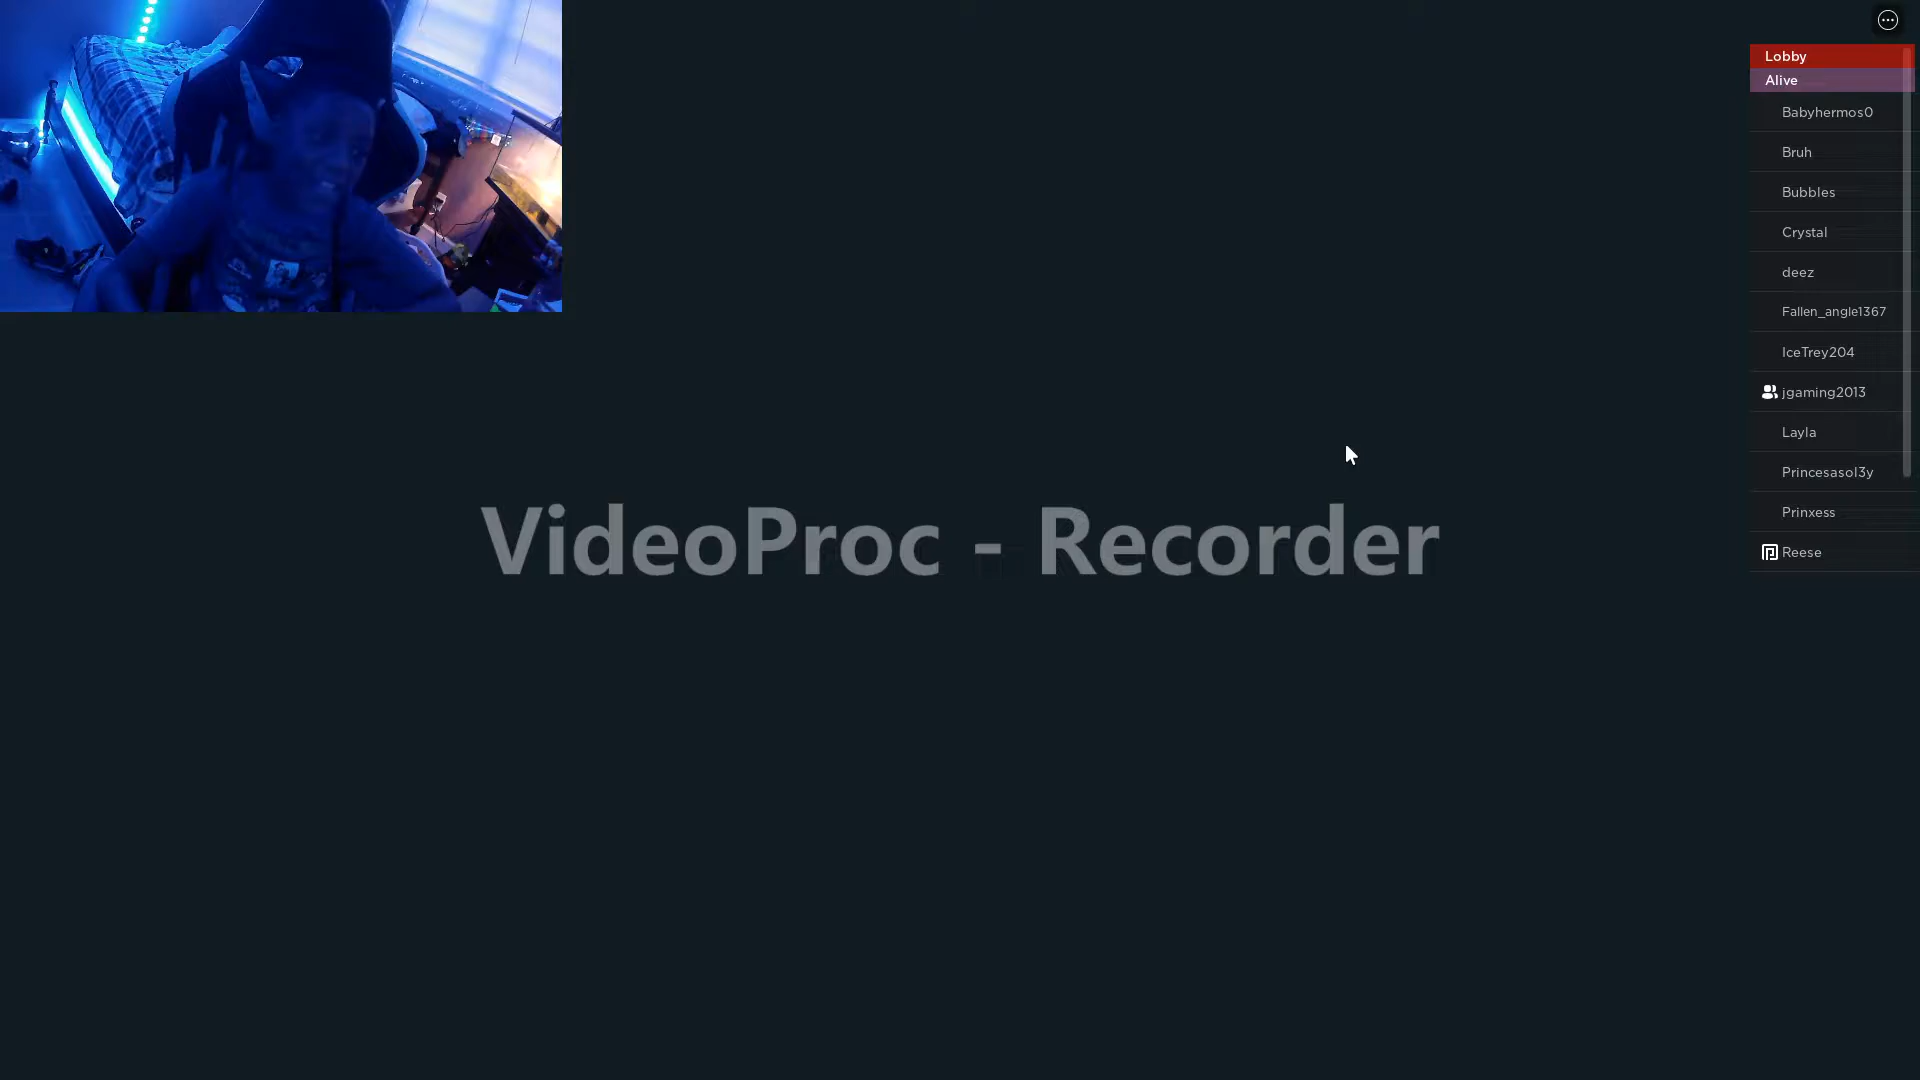 Lobby
Alive
Babyhermos0
Bruh
Bubbles
Crystal
deez
Fallen_angle1367
IceTrey204
jgaming2013
Layla
Princesasol3y
Prinxess
Reese
VideoProc - Recorder